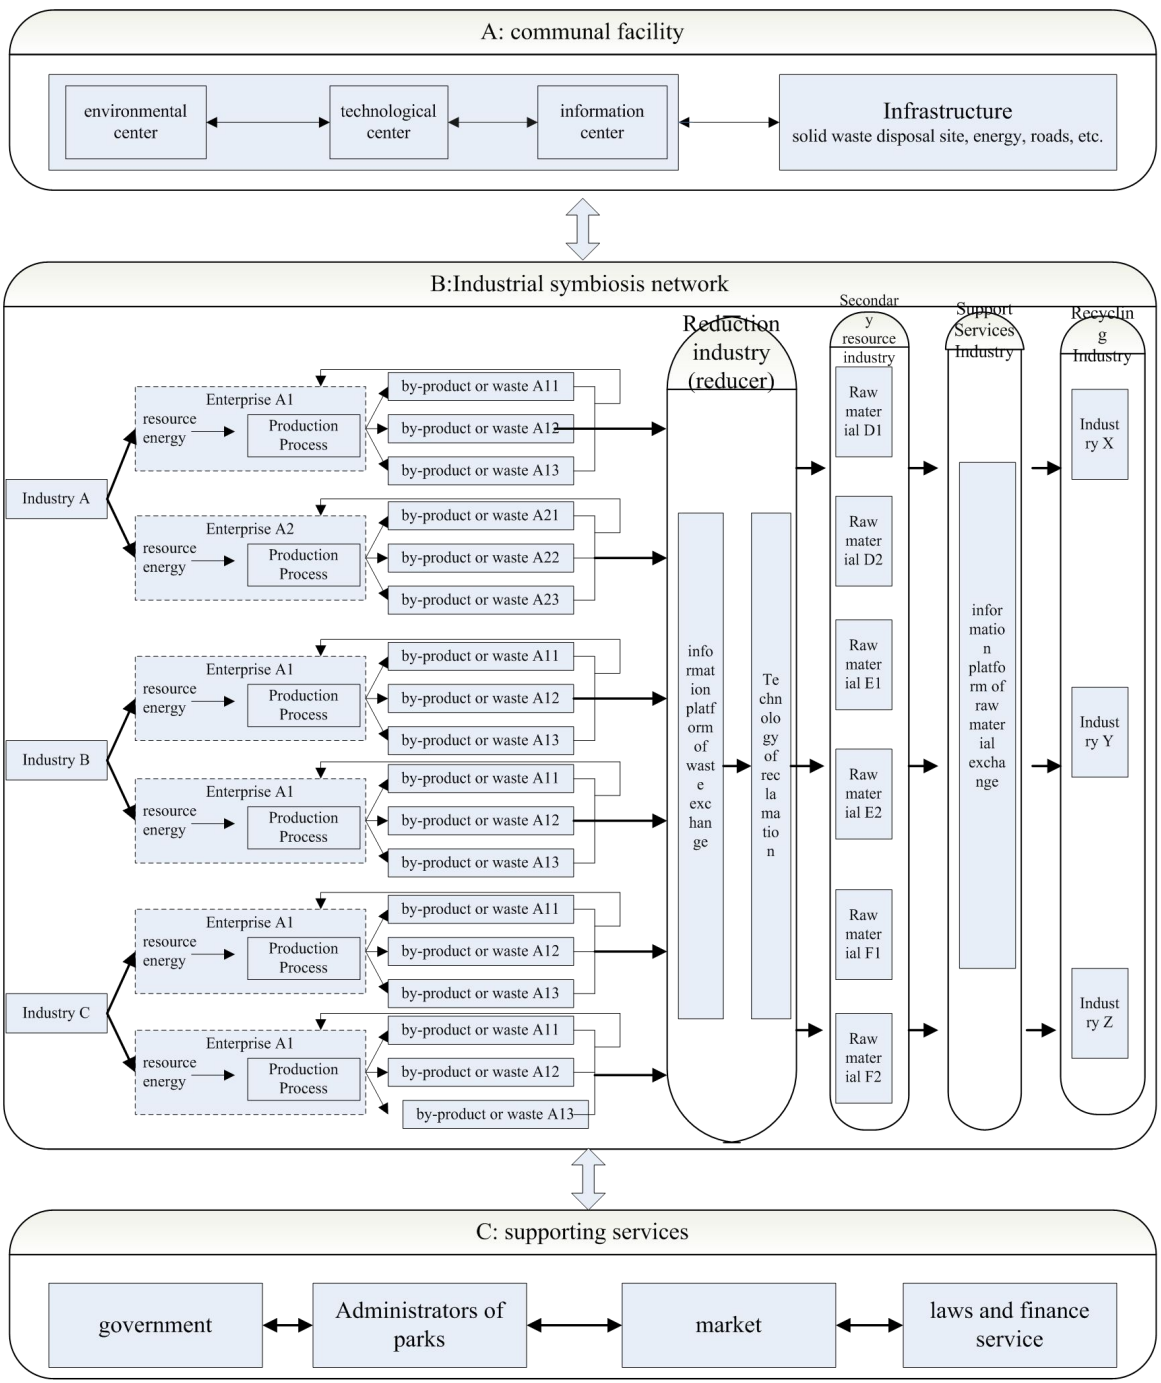 A: communal facility
environmental
center
technological
center
information
center
Infrastructure
solid waste disposal site, energy, roads, etc.
B:Industrial symbiosis network
Industry A
Enterprise A1
resource
energy
Production
Process
by-product or waste A11
by-product or waste A12
by-product or waste A13
Enterprise A2
resource
energy
Production
Process
by-product or waste A21
by-product or waste A22
by-product or waste A23
Industry B
Enterprise A1
resource
energy
Production
Process
by-product or waste A11
by-product or waste A12
by-product or waste A13
Enterprise A1
resource
energy
Production
Process
by-product or waste A11
by-product or waste A12
by-product or waste A13
Industry C
Enterprise A1
resource
energy
Production
Process
by-product or waste A11
by-product or waste A12
by-product or waste A13
Enterprise A1
resource
energy
Production
Process
by-product or waste A11
by-product or waste A12
by-product or waste A13
Reduction
industry
(reducer)
info
rmat
ion
platf
orm
of
wast
e
exc
han
ge
Te
chn
olo
gy
of
rec
la
ma
tio
n
Secondar
y
resource
industry
Raw
mater
ial D1
Raw
mater
ial D2
Raw
mater
ial E1
Raw
mater
ial E2
Raw
mater
ial F1
Raw
mater
ial F2
Support
Services
Industry
infor
matio
n
platfo
rm of
raw
mater
ial
excha
nge
Recyclin
g
Industry
Indust
ry X
Indust
ry Y
Indust
ry Z
C: supporting services
government
Administrators of
parks
market
laws and finance
service